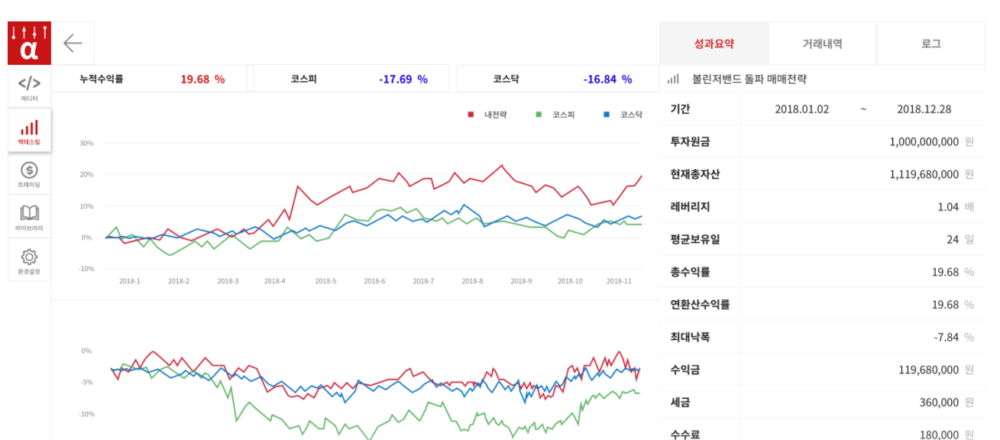 α
성과요약 거래내역 로그
</>
에디터
누적수익률 19.68 % 코스피 -17.69 % 코스닥 -16.84 %
볼린저밴드 돌파 매매전략
백테스팅
트레이딩
라이브러리
환경설정
내전략 코스피 코스닥
30%
20%
10%
0%
-10%
2018-1 2018-2 2018-3 2018-4 2018-5 2018-6 2018-7 2018-8 2018-9 2018-10 2018-11
0%
-5%
-10%
기간 2018.01.02 ~ 2018.12.28
투자원금 1,000,000,000 원
현재총자산 1,119,680,000 원
레버리지 1.04 배
평균보유일 24 일
총수익률 19.68 %
연환산수익률 19.68 %
최대낙폭 -7.84 %
수익금 119,680,000 원
세금 360,000 원
수수료 180,000 원